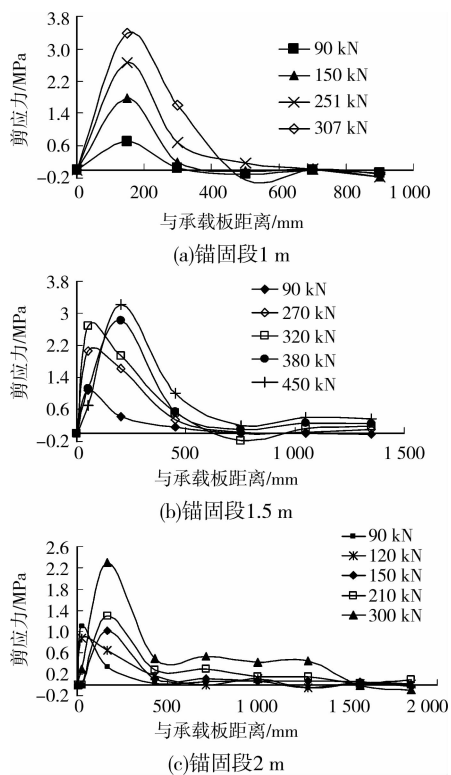 3.8
3.0
2.2
1.4
0.6
-0.2
剪应力/MPa
90 kN
150 kN
251 kN
307 kN
0 200 400 600 800 1 000
与承载板距离/mm
(a)锚固段1 m
3.8
3
2.2
1.4
0.6
-0.2
剪应力/MPa
90 kN
270 kN
320 kN
380 kN
450 kN
0 500 1000 1 500
与承载板距离/mm
(b)锚固段1.5 m
2.6
2.2
1.8
1.4
1.0
0.6
0.2
-0.2
剪应力/MPa
90 kN
120 kN
150 kN
210 kN
300 kN
500 1 000 1 500 2 000
与承载板距离/mm
(c)锚固段2 m